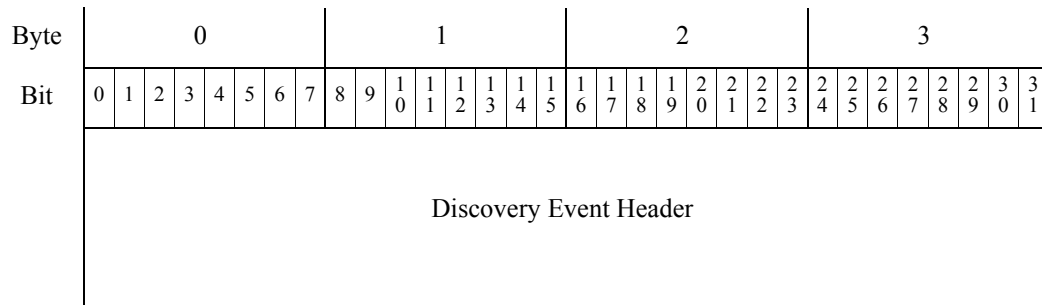 Byte 0 1 2 3
Bit 0 1 2 3 4 5 6 7 8 9 10 11 12 13 14 15 16 17 18 19 20 21 22 23 24 25 26 27 28 29 30 31
Discovery Event Header